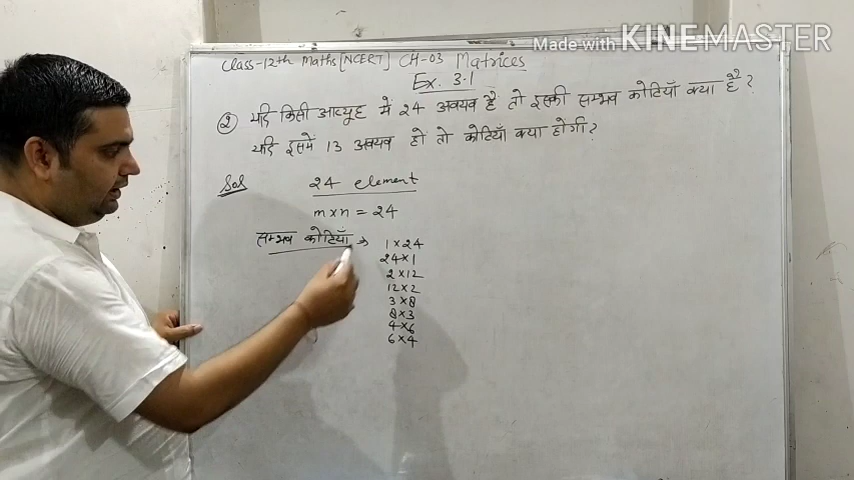 Made with KINEMASTER
Class-12th Maths [NCERT] CH-03 Matrices
Ex. 3.1
② यदि किसी आव्यूह में 24 अवयव हैं तो इसकी सम्भव कोटियाँ क्या है?
यदि इसमें 13 अवयव हो तो कोटियाँ क्या होंगी?
Sol
24 element
m×n = 24
सम्भव कोटियाँ ⇒ 1×24
24×1
2×12
12×2
3×8
8×3
4×6
6×4